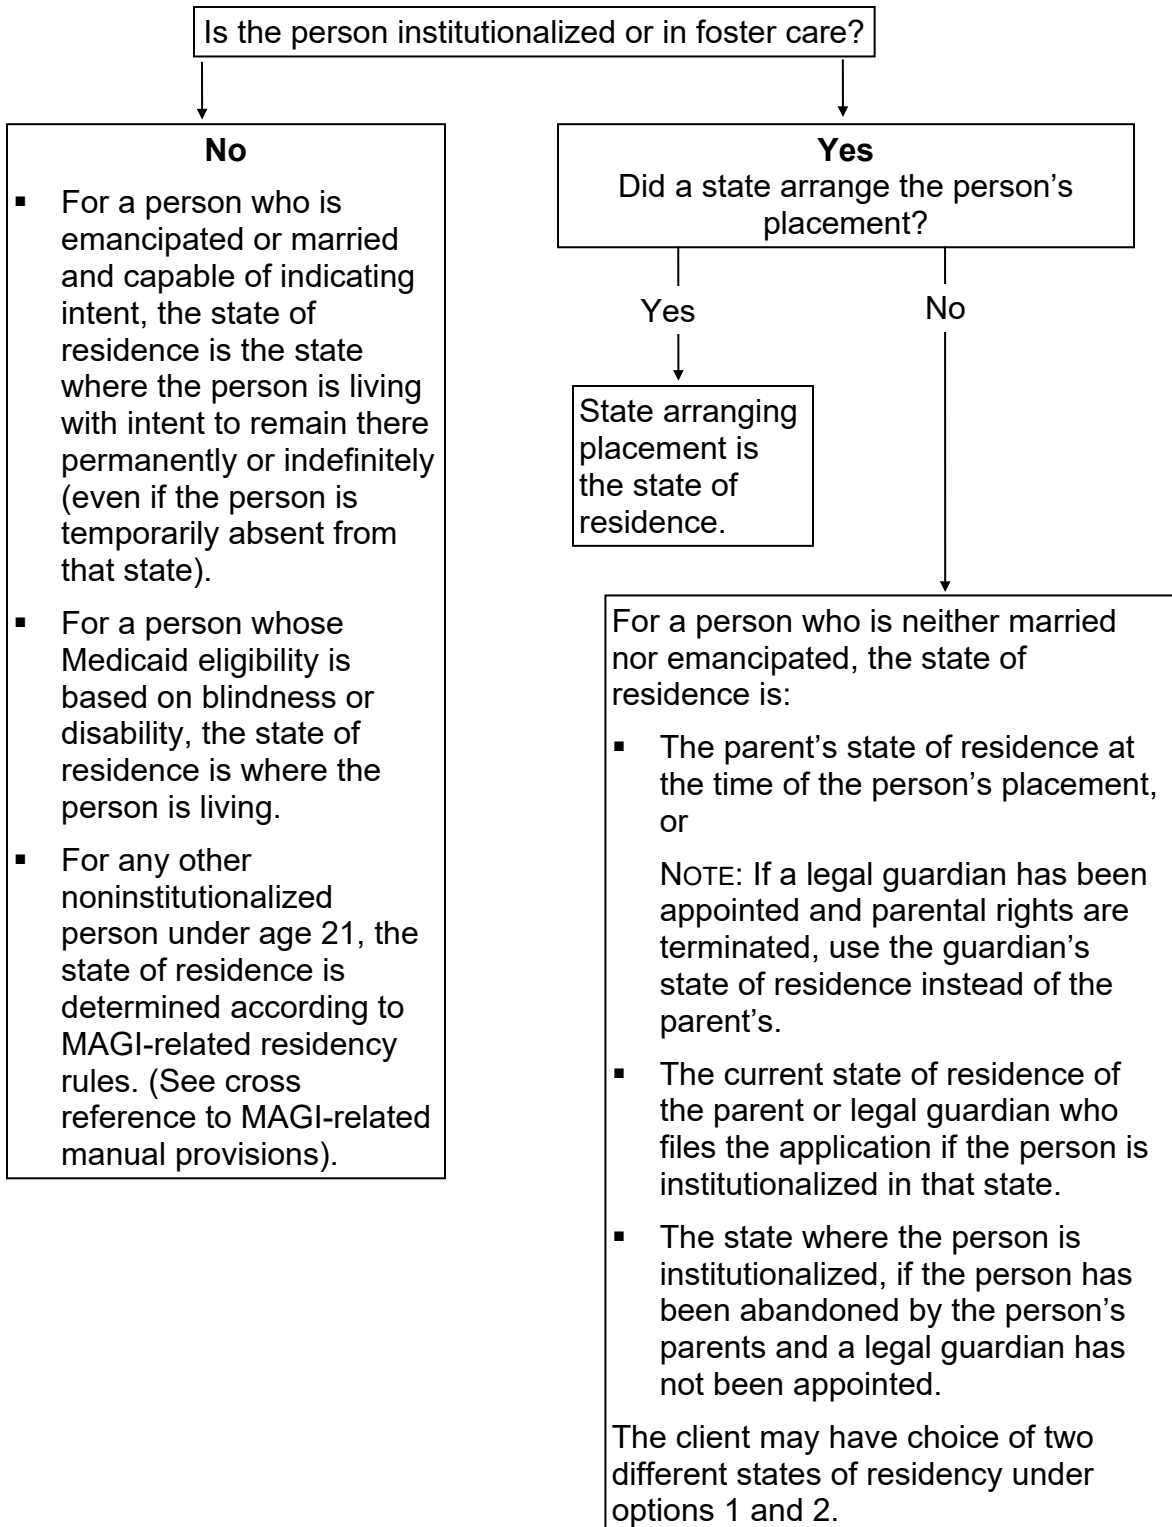 Is the person institutionalized or in foster care?
No
▪ For a person who is
emancipated or married
and capable of indicating
intent, the state of
residence is the state
where the person is living
with intent to remain there
permanently or indefinitely
(even if the person is
temporarily absent from
that state).
▪ For a person whose
Medicaid eligibility is
based on blindness or
disability, the state of
residence is where the
person is living.
▪ For any other
noninstitutionalized
person under age 21, the
state of residence is
determined according to
MAGI-related residency
rules. (See cross
reference to MAGI-related
manual provisions).
Yes
Did a state arrange the person’s
placement?
Yes
No
State arranging
placement is
the state of
residence.
For a person who is neither married
nor emancipated, the state of
residence is:
▪ The parent’s state of residence at
the time of the person’s placement,
or
NOTE: If a legal guardian has been
appointed and parental rights are
terminated, use the guardian’s
state of residence instead of the
parent’s.
▪ The current state of residence of
the parent or legal guardian who
files the application if the person is
institutionalized in that state.
▪ The state where the person is
institutionalized, if the person has
been abandoned by the person’s
parents and a legal guardian has
not been appointed.
The client may have choice of two
different states of residency under
options 1 and 2.